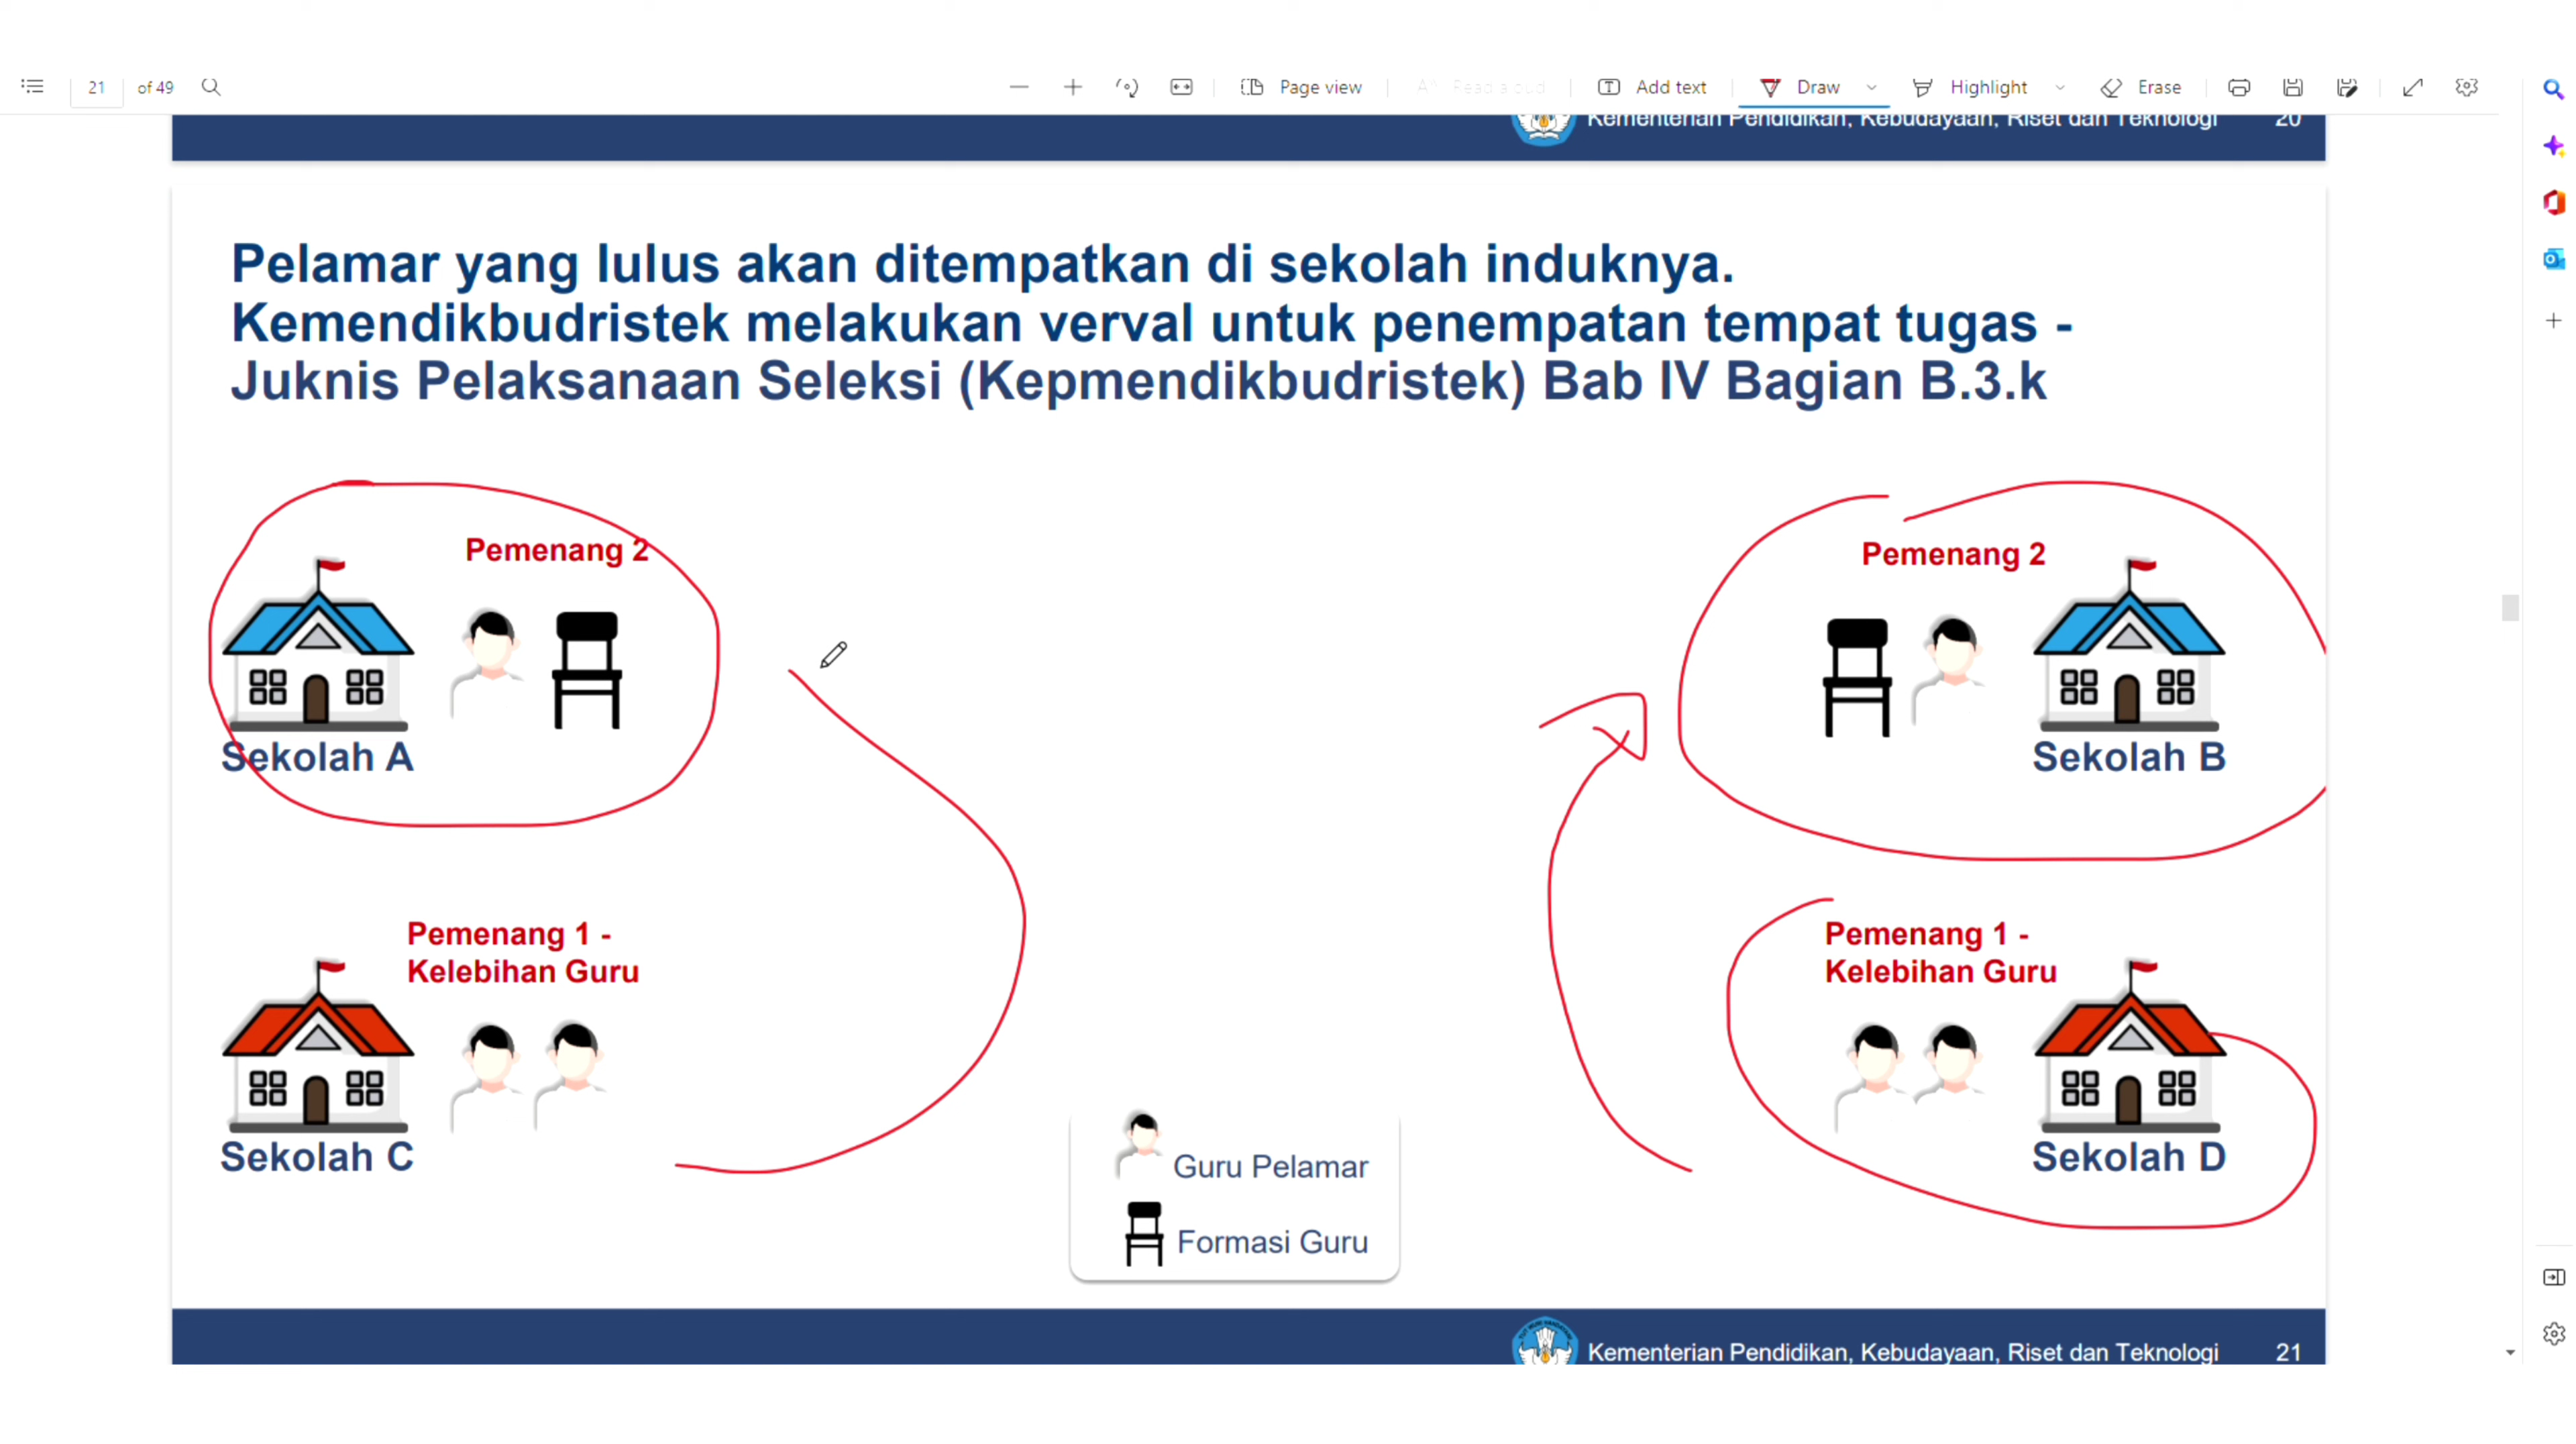 21 of 49
Page view
Add text
Draw
Highlight
Erase
Kementerian Pendidikan, Kebudayaan, Riset dan Teknologi 20
Pelamar yang lulus akan ditempatkan di sekolah induknya.
Kemendikbudristek melakukan verval untuk penempatan tempat tugas -
Juknis Pelaksanaan Seleksi (Kepmendikbudristek) Bab IV Bagian B.3.k
Pemenang 2
Sekolah A
Pemenang 2
Sekolah B
Pemenang 1 -
Kelebihan Guru
Sekolah C
Pemenang 1 -
Kelebihan Guru
Sekolah D
Guru Pelamar
Formasi Guru
Kementerian Pendidikan, Kebudayaan, Riset dan Teknologi 21